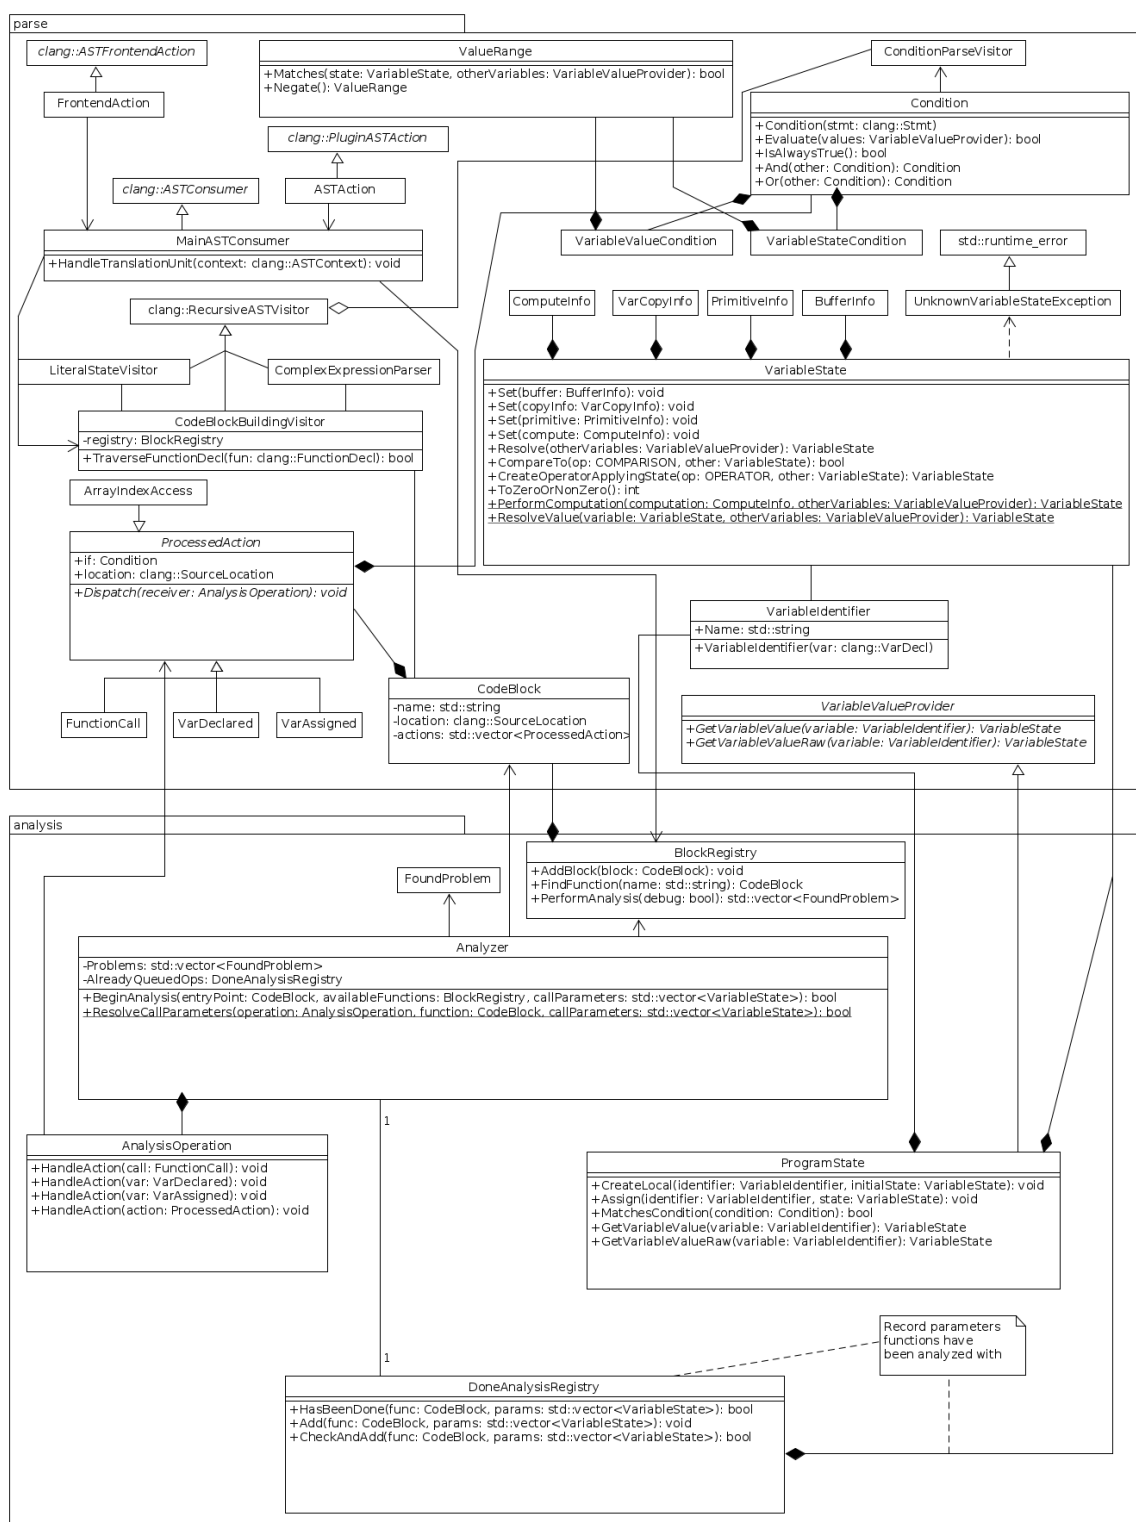 parse
clang::ASTFrontendAction
FrontendAction
ValueRange
+Matches(state: VariableState, otherVariables: VariableValueProvider): bool
+Negate(): ValueRange
ConditionParseVisitor
Condition
+Condition(stmt: clang::Stmt)
+Evaluate(values: VariableValueProvider): bool
+IsAlwaysTrue(): bool
+And(other: Condition): Condition
+Or(other: Condition): Condition
clang::PluginASTAction
ASTAction
clang::ASTConsumer
MainASTConsumer
+HandleTranslationUnit(context: clang::ASTContext): void
VariableValueCondition
VariableStateCondition
std::runtime_error
UnknownVariableStateException
clang::RecursiveASTVisitor
ComputeInfo
VarCopyInfo
PrimitiveInfo
BufferInfo
LiteralStateVisitor
ComplexExpressionParser
VariableState
+Set(buffer: BufferInfo): void
+Set(copyInfo: VarCopyInfo): void
+Set(primitive: PrimitiveInfo): void
+Set(compute: ComputeInfo): void
+Resolve(otherVariables: VariableValueProvider): VariableState
+CompareTo(op: COMPARISON, other: VariableState): bool
+CreateOperatorApplyingState(op: OPERATOR, other: VariableState): VariableState
+ToZeroOrNonZero(): int
+PerformComputation(computation: ComputeInfo, otherVariables: VariableValueProvider): VariableState
+ResolveValue(variable: VariableState, otherVariables: VariableValueProvider): VariableState
CodeBlockBuildingVisitor
-registry: BlockRegistry
+TraverseFunctionDecl(fun: clang::FunctionDecl): bool
ArrayIndexAccess
ProcessedAction
+if: Condition
+location: clang::SourceLocation
+Dispatch(receiver: AnalysisOperation): void
VariableIdentifier
+Name: std::string
+VariableIdentifier(var: clang::VarDecl)
FunctionCall
VarDeclared
VarAssigned
CodeBlock
-name: std::string
-location: clang::SourceLocation
-actions: std::vector<ProcessedAction>
VariableValueProvider
+GetVariableValue(variable: VariableIdentifier): VariableState
+GetVariableValueRaw(variable: VariableIdentifier): VariableState
analysis
BlockRegistry
+AddBlock(block: CodeBlock): void
+FindFunction(name: std::string): CodeBlock
+PerformAnalysis(debug: bool): std::vector<FoundProblem>
FoundProblem
Analyzer
-Problems: std::vector<FoundProblem>
-AlreadyQueuedOps: DoneAnalysisRegistry
+BeginAnalysis(entryPoint: CodeBlock, availableFunctions: BlockRegistry, callParameters: std::vector<VariableState>): bool
+ResolveCallParameters(operation: AnalysisOperation, function: CodeBlock, callParameters: std::vector<VariableState>): bool
1
AnalysisOperation
+HandleAction(call: FunctionCall): void
+HandleAction(var: VarDeclared): void
+HandleAction(var: VarAssigned): void
+HandleAction(action: ProcessedAction): void
ProgramState
+CreateLocal(identifier: VariableIdentifier, initialState: VariableState): void
+Assign(identifier: VariableIdentifier, state: VariableState): void
+MatchesCondition(condition: Condition): bool
+GetVariableValue(variable: VariableIdentifier): VariableState
+GetVariableValueRaw(variable: VariableIdentifier): VariableState
Record parameters
functions have
been analyzed with
1
DoneAnalysisRegistry
+HasBeenDone(func: CodeBlock, params: std::vector<VariableState>): bool
+Add(func: CodeBlock, params: std::vector<VariableState>): void
+CheckAndAdd(func: CodeBlock, params: std::vector<VariableState>): bool